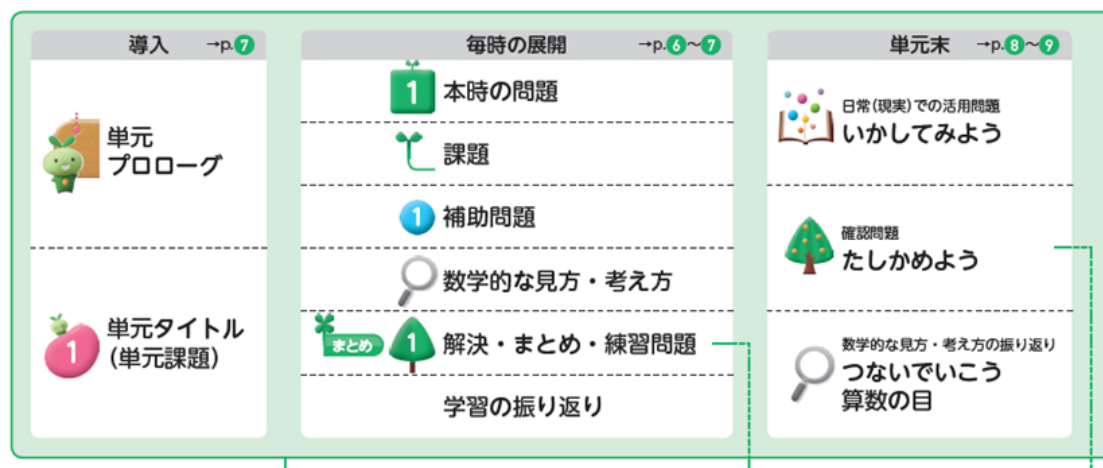 導入 →p.7
単元
プロローグ
1
単元タイトル
(単元課題)
毎時の展開 →p.6〜7
1 本時の問題
課題
1 補助問題
数学的な見方・考え方
まとめ 1 解決・まとめ・練習問題
学習の振り返り
単元末 →p.8〜9
日常(現実)での活用問題
いかしてみよう
確認問題
たしかめよう
数学的な見方・考え方の振り返り
つないでいこう
算数の目